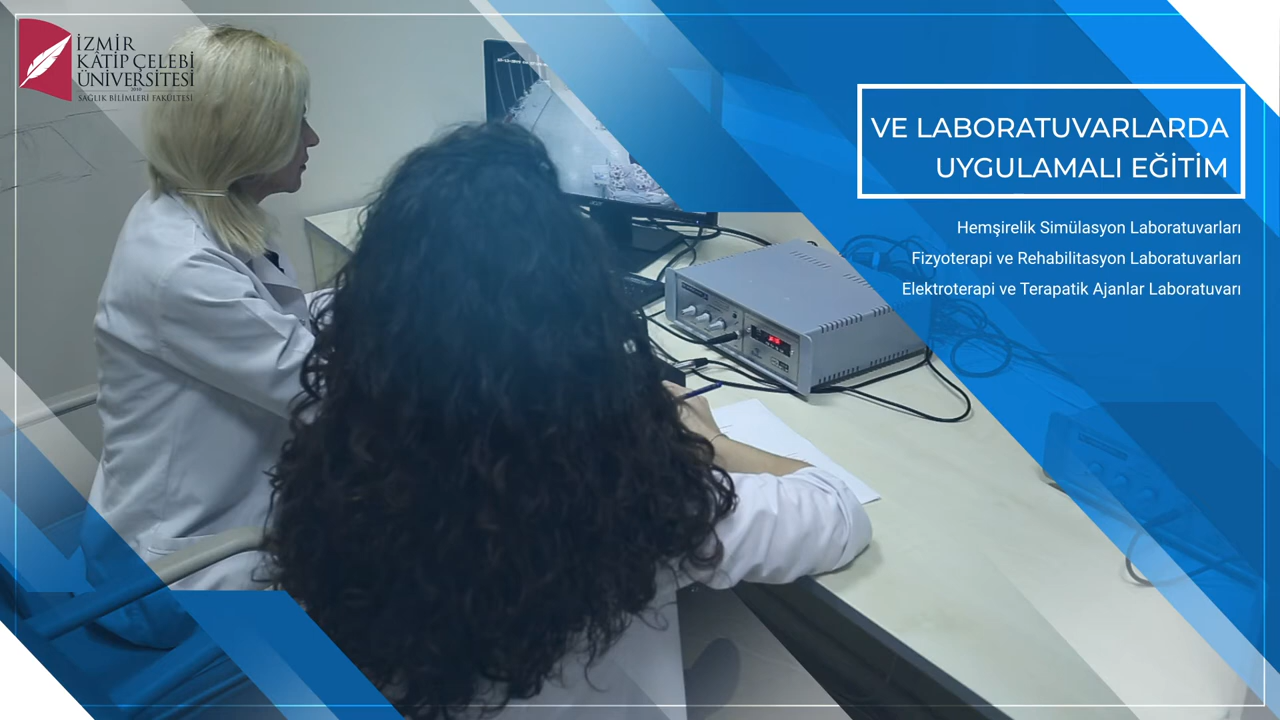 İZMİR
KÂTİP ÇELEBİ
ÜNİVERSİTESİ
2010
SAĞLIK BİLİMLERİ FAKÜLTESİ
VE LABORATUVARLARDA
UYGULAMALI EĞİTİM
Hemşirelik Simülasyon Laboratuvarları
Fizyoterapi ve Rehabilitasyon Laboratuvarları
Elektroterapi ve Terapatik Ajanlar Laboratuvarı